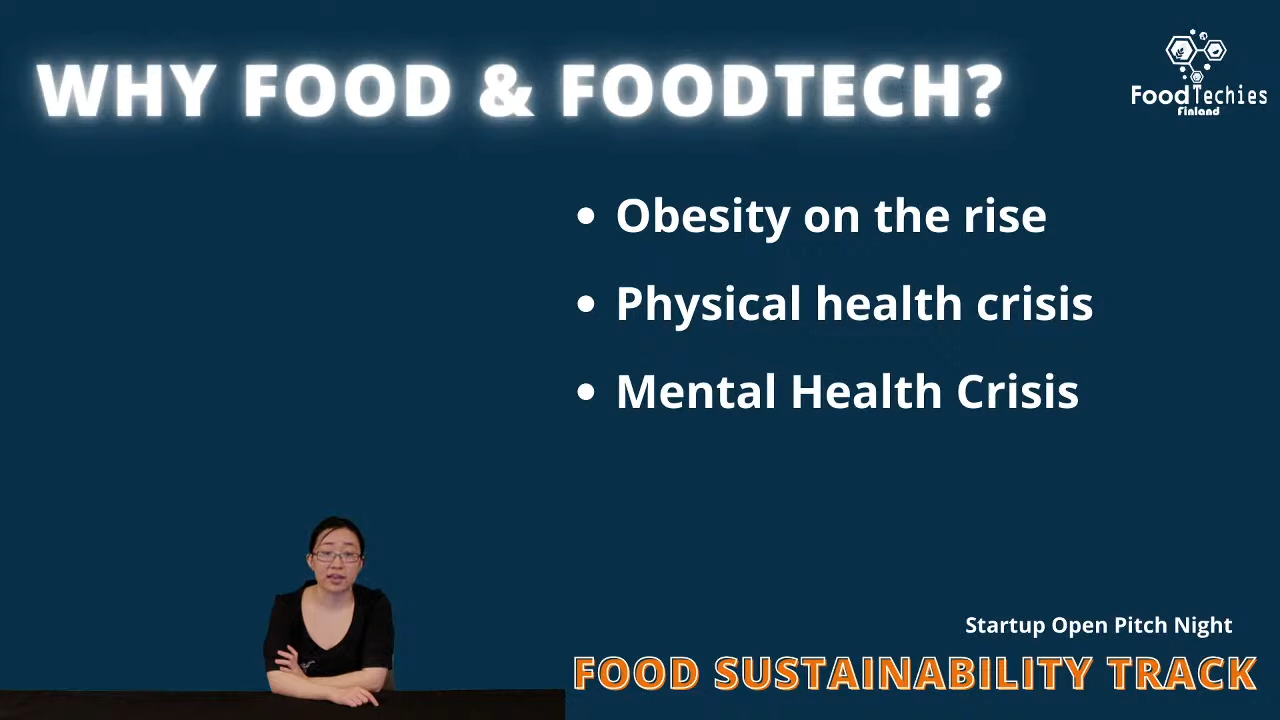 WHY FOOD & FOODTECH?
FoodTechies
Finland
• Obesity on the rise
• Physical health crisis
• Mental Health Crisis
Startup Open Pitch Night
FOOD SUSTAINABILITY TRACK